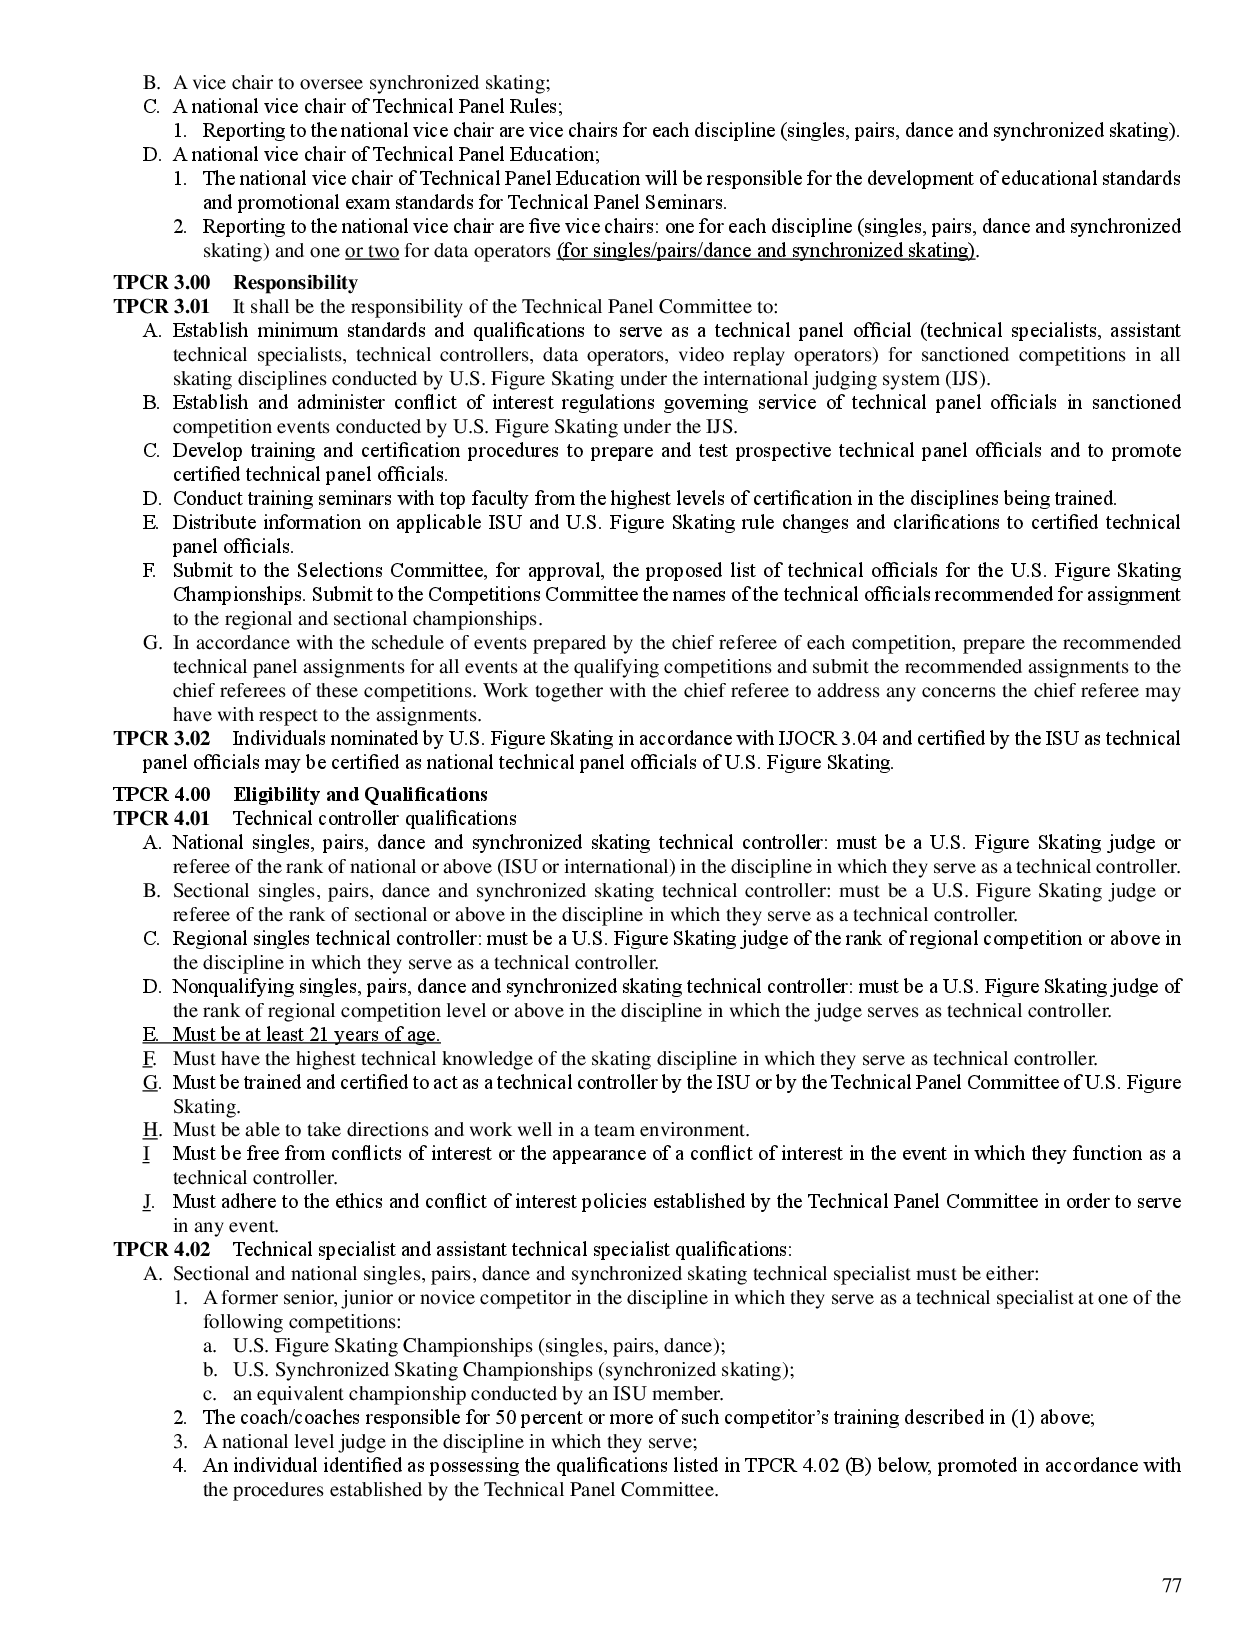 B. A vice chair to oversee synchronized skating;
C. A national vice chair of Technical Panel Rules;
1. Reporting to the national vice chair are vice chairs for each discipline (singles, pairs, dance and synchronized skating).
D. A national vice chair of Technical Panel Education;
1. The national vice chair of Technical Panel Education will be responsible for the development of educational standards
and promotional exam standards for Technical Panel Seminars.
2. Reporting to the national vice chair are five vice chairs: one for each discipline (singles, pairs, dance and synchronized
skating) and one or two for data operators (for singles/pairs/dance and synchronized skating).
TPCR 3.00 Responsibility
TPCR 3.01 It shall be the responsibility of the Technical Panel Committee to:
A. Establish minimum standards and qualifications to serve as a technical panel official (technical specialists, assistant
technical specialists, technical controllers, data operators, video replay operators) for sanctioned competitions in all
skating disciplines conducted by U.S. Figure Skating under the international judging system (IJS).
B. Establish and administer conflict of interest regulations governing service of technical panel officials in sanctioned
competition events conducted by U.S. Figure Skating under the IJS.
C. Develop training and certification procedures to prepare and test prospective technical panel officials and to promote
certified technical panel officials.
D. Conduct training seminars with top faculty from the highest levels of certification in the disciplines being trained.
E. Distribute information on applicable ISU and U.S. Figure Skating rule changes and clarifications to certified technical
panel officials.
F. Submit to the Selections Committee, for approval, the proposed list of technical officials for the U.S. Figure Skating
Championships. Submit to the Competitions Committee the names of the technical officials recommended for assignment
to the regional and sectional championships.
G. In accordance with the schedule of events prepared by the chief referee of each competition, prepare the recommended
technical panel assignments for all events at the qualifying competitions and submit the recommended assignments to the
chief referees of these competitions. Work together with the chief referee to address any concerns the chief referee may
have with respect to the assignments.
TPCR 3.02 Individuals nominated by U.S. Figure Skating in accordance with IJOCR 3.04 and certified by the ISU as technical
panel officials may be certified as national technical panel officials of U.S. Figure Skating.
TPCR 4.00 Eligibility and Qualifications
TPCR 4.01 Technical controller qualifications
A. National singles, pairs, dance and synchronized skating technical controller: must be a U.S. Figure Skating judge or
referee of the rank of national or above (ISU or international) in the discipline in which they serve as a technical controller.
B. Sectional singles, pairs, dance and synchronized skating technical controller: must be a U.S. Figure Skating judge or
referee of the rank of sectional or above in the discipline in which they serve as a technical controller.
C. Regional singles technical controller: must be a U.S. Figure Skating judge of the rank of regional competition or above in
the discipline in which they serve as a technical controller.
D. Nonqualifying singles, pairs, dance and synchronized skating technical controller: must be a U.S. Figure Skating judge of
the rank of regional competition level or above in the discipline in which the judge serves as technical controller.
E. Must be at least 21 years of age.
F. Must have the highest technical knowledge of the skating discipline in which they serve as technical controller.
G. Must be trained and certified to act as a technical controller by the ISU or by the Technical Panel Committee of U.S. Figure
Skating.
H. Must be able to take directions and work well in a team environment.
I Must be free from conflicts of interest or the appearance of a conflict of interest in the event in which they function as a
technical controller.
J. Must adhere to the ethics and conflict of interest policies established by the Technical Panel Committee in order to serve
in any event.
TPCR 4.02 Technical specialist and assistant technical specialist qualifications:
A. Sectional and national singles, pairs, dance and synchronized skating technical specialist must be either:
1. A former senior, junior or novice competitor in the discipline in which they serve as a technical specialist at one of the
following competitions:
a. U.S. Figure Skating Championships (singles, pairs, dance);
b. U.S. Synchronized Skating Championships (synchronized skating);
c. an equivalent championship conducted by an ISU member.
2. The coach/coaches responsible for 50 percent or more of such competitor’s training described in (1) above;
3. A national level judge in the discipline in which they serve;
4. An individual identified as possessing the qualifications listed in TPCR 4.02 (B) below, promoted in accordance with
the procedures established by the Technical Panel Committee.
77